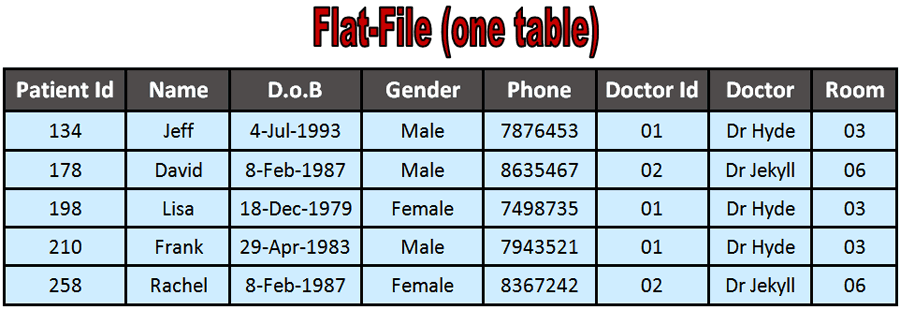 Flat-File (one table)
Patient Id Name D.o.B Gender Phone Doctor Id Doctor Room
134 Jeff 4-Jul-1993 Male 7876453 01 Dr Hyde 03
178 David 8-Feb-1987 Male 8635467 02 Dr Jekyll 06
198 Lisa 18-Dec-1979 Female 7498735 01 Dr Hyde 03
210 Frank 29-Apr-1983 Male 7943521 01 Dr Hyde 03
258 Rachel 8-Feb-1987 Female 8367242 02 Dr Jekyll 06